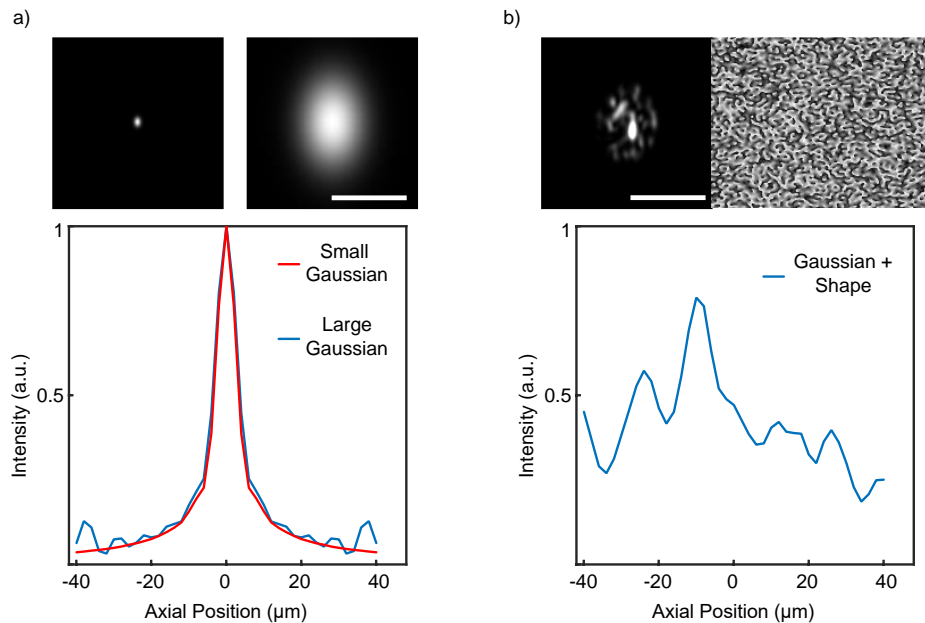 a)
1
0.5
Intensity (a.u.)
Small
Gaussian
Large
Gaussian
-40
-20
0
20
40
Axial Position (µm)
b)
1
0.5
Intensity (a.u.)
Gaussian +
Shape
-40
-20
0
20
40
Axial Position (µm)